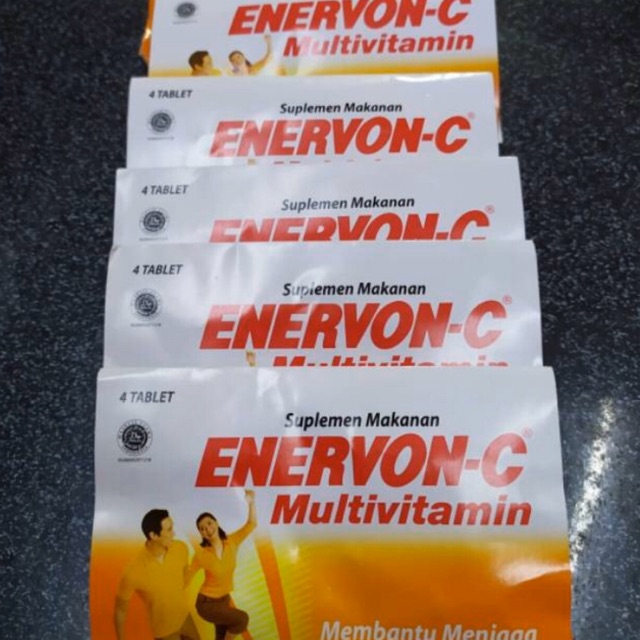 ENERVON-C
Multivitamin
4 TABLET
Suplemen Makanan
ENERVON-C®
4 TABLET
Suplemen Makanan
ENERVON-C®
4 TABLET
Suplemen Makanan
ENERVON-C®
Multivitamin
4 TABLET
Suplemen Makanan
ENERVON-C®
Multivitamin
Membantu Menjaga